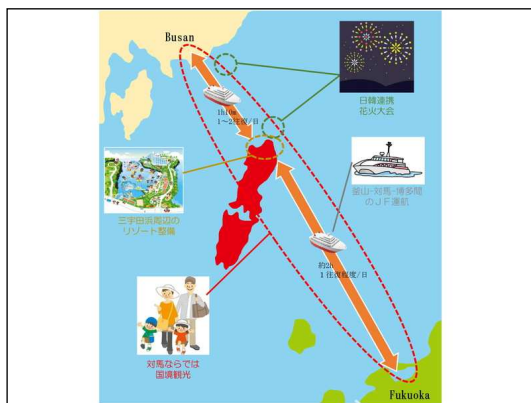 Busan
日韓連携
花火大会
1h10m
1～2往復/日
三宇田浜周辺の
リゾート整備
釜山-対馬-博多間
のJF運航
約2h
1往復程度/日
対馬ならでは
国境観光
Fukuoka